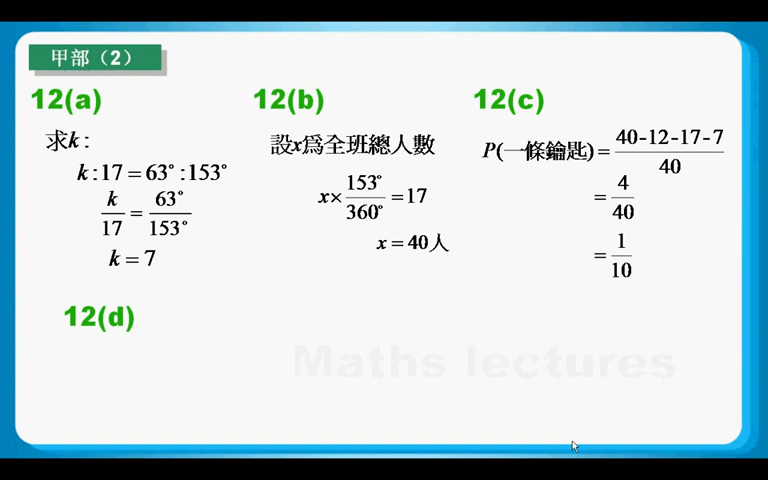 甲部（2）
12(a)
求k:
k:17 = 63°:153°
k/17 = 63°/153°
k = 7
12(b)
設x爲全班總人數
x× 153°/360° = 17
x = 40人
12(c)
P(一條鑰匙) = 40-12-17-7/40
= 4/40
= 1/10
12(d)
Maths lectures